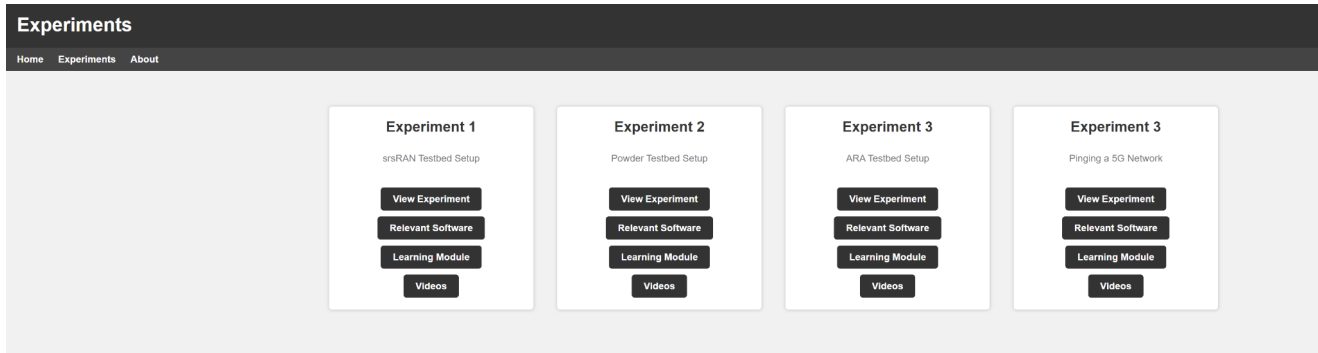 Experiments
Home Experiments About
Experiment 1
srsRAN Testbed Setup
View Experiment
Relevant Software
Learning Module
Videos
Experiment 2
Powder Testbed Setup
View Experiment
Relevant Software
Learning Module
Videos
Experiment 3
ARA Testbed Setup
View Experiment
Relevant Software
Learning Module
Videos
Experiment 3
Pinging a 5G Network
View Experiment
Relevant Software
Learning Module
Videos